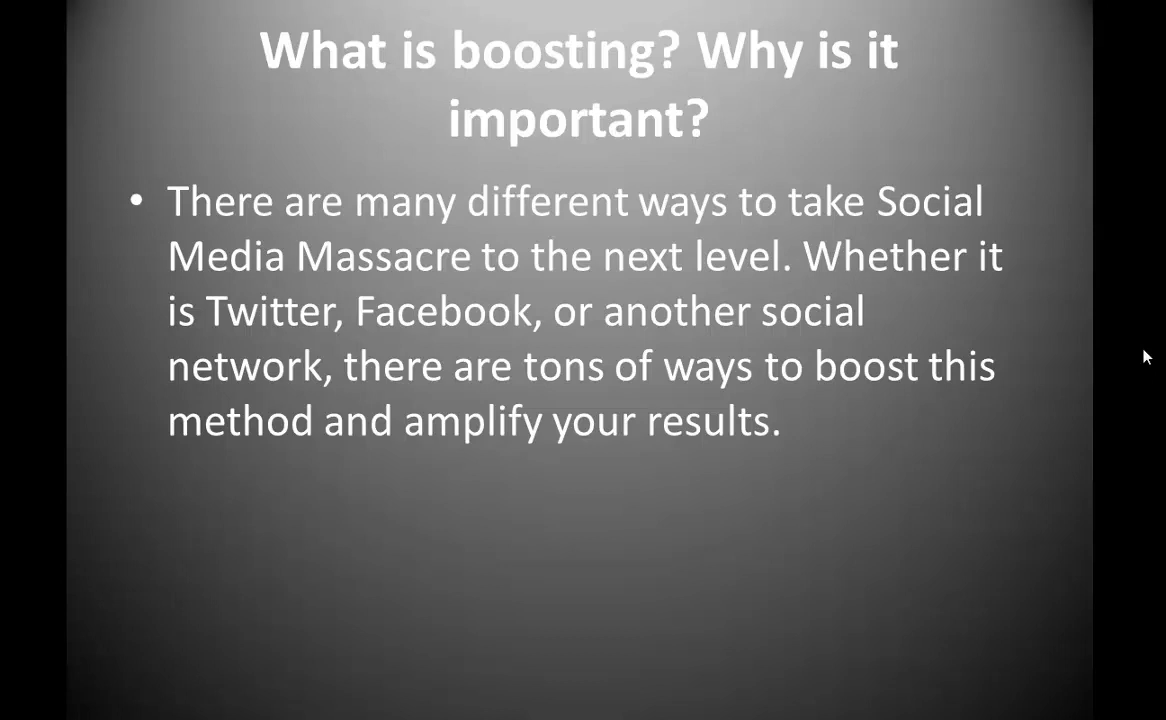 What is boosting? Why is it
important?
• There are many different ways to take Social
Media Massacre to the next level. Whether it
is Twitter, Facebook, or another social
network, there are tons of ways to boost this
method and amplify your results.